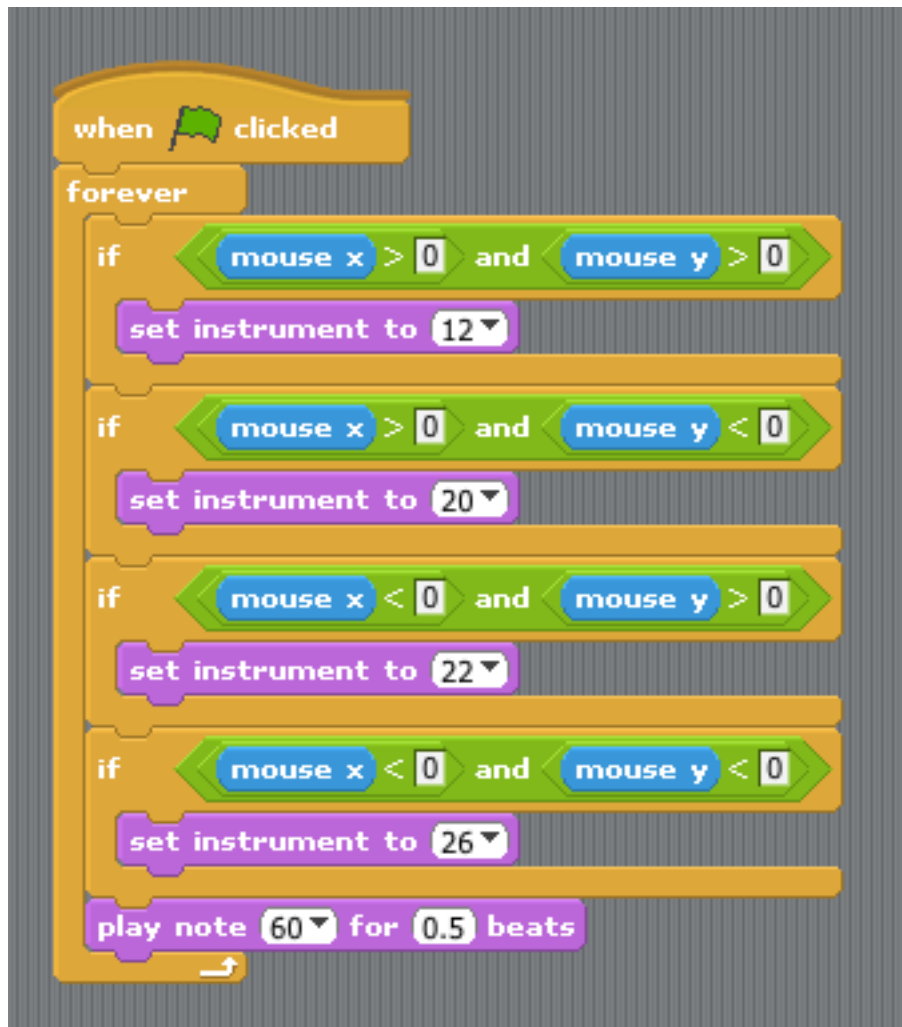 when clicked
forever
if mouse x > 0 and mouse y > 0
set instrument to 12
if mouse x > 0 and mouse y < 0
set instrument to 20
if mouse x < 0 and mouse y > 0
set instrument to 22
if mouse x < 0 and mouse y < 0
set instrument to 26
play note 60 for 0.5 beats